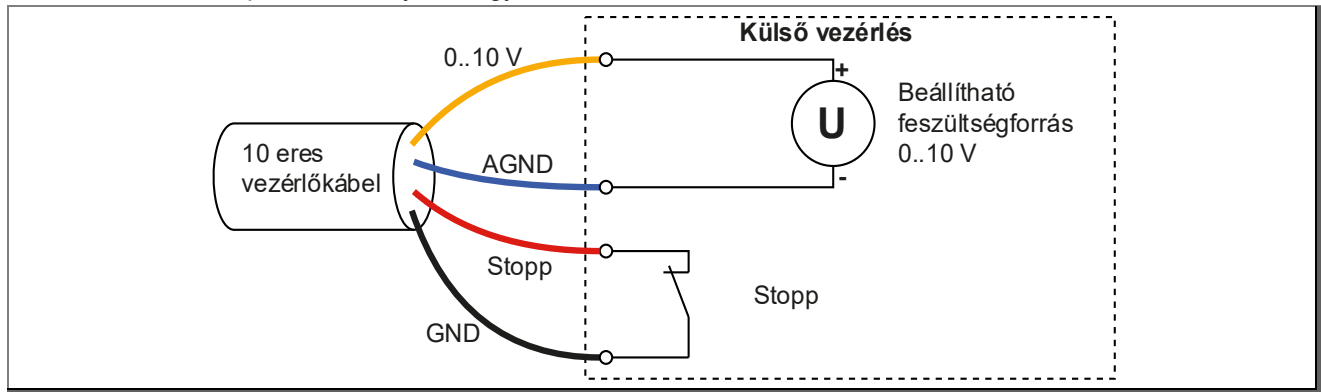 Külső vezérlés
0..10 V
+
U
Beállítható
feszültségforrás
0..10 V
-
10 eres
vezérlőkábel
AGND
Stopp
Stopp
GND